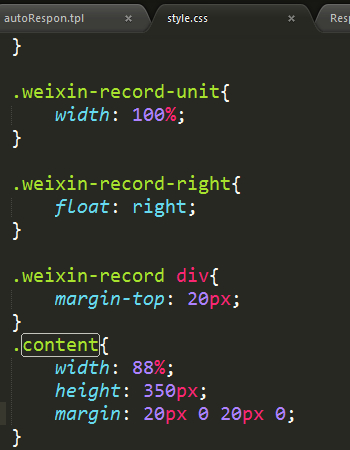 autoRespon.tpl × style.css × Resp
}
.weixin-record-unit{
width: 100%;
}
.weixin-record-right{
float: right;
}
.weixin-record div{
margin-top: 20px;
}
.content{
width: 88%;
height: 350px;
margin: 20px 0 20px 0;
}